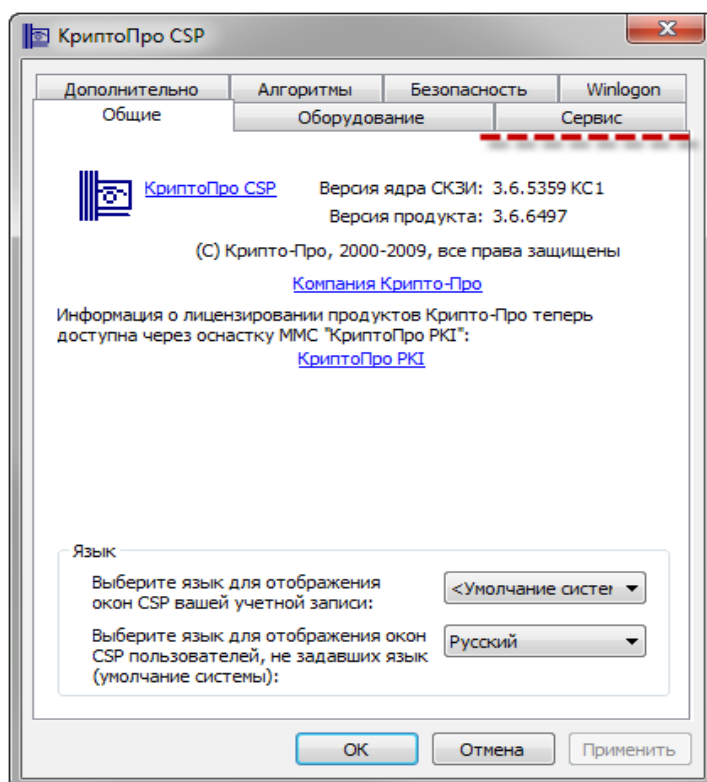 КриптоПро CSP
Дополнительно Алгоритмы Безопасность Winlogon
Общие Оборудование Сервис
КриптоПро CSP Версия ядра СКЗИ: 3.6.5359 КС1
Версия продукта: 3.6.6497
(C) Крипто-Про, 2000-2009, все права защищены
Компания Крипто-Про
Информация о лицензировании продуктов Крипто-Про теперь
доступна через оснастку ММС "КриптоПро PKI":
КриптоПро PKI
Язык
Выберите язык для отображения
окон CSP вашей учетной записи:
<Умолчание систем
Выберите язык для отображения окон
CSP пользователей, не задавших язык
(умолчание системы):
Русский
ОК Отмена Применить